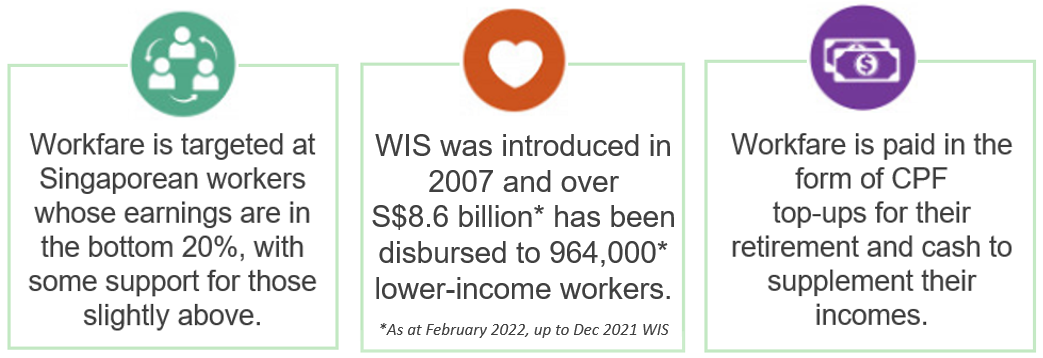 Workfare is targeted at
Singaporean workers
whose earnings are in
the bottom 20%, with
some support for those
slightly above.
WIS was introduced in
2007 and over
S$8.6 billion* has been
disbursed to 964,000*
lower-income workers.
*As at February 2022, up to Dec 2021 WIS
$
Workfare is paid in the
form of CPF
top-ups for their
retirement and cash to
supplement their
incomes.